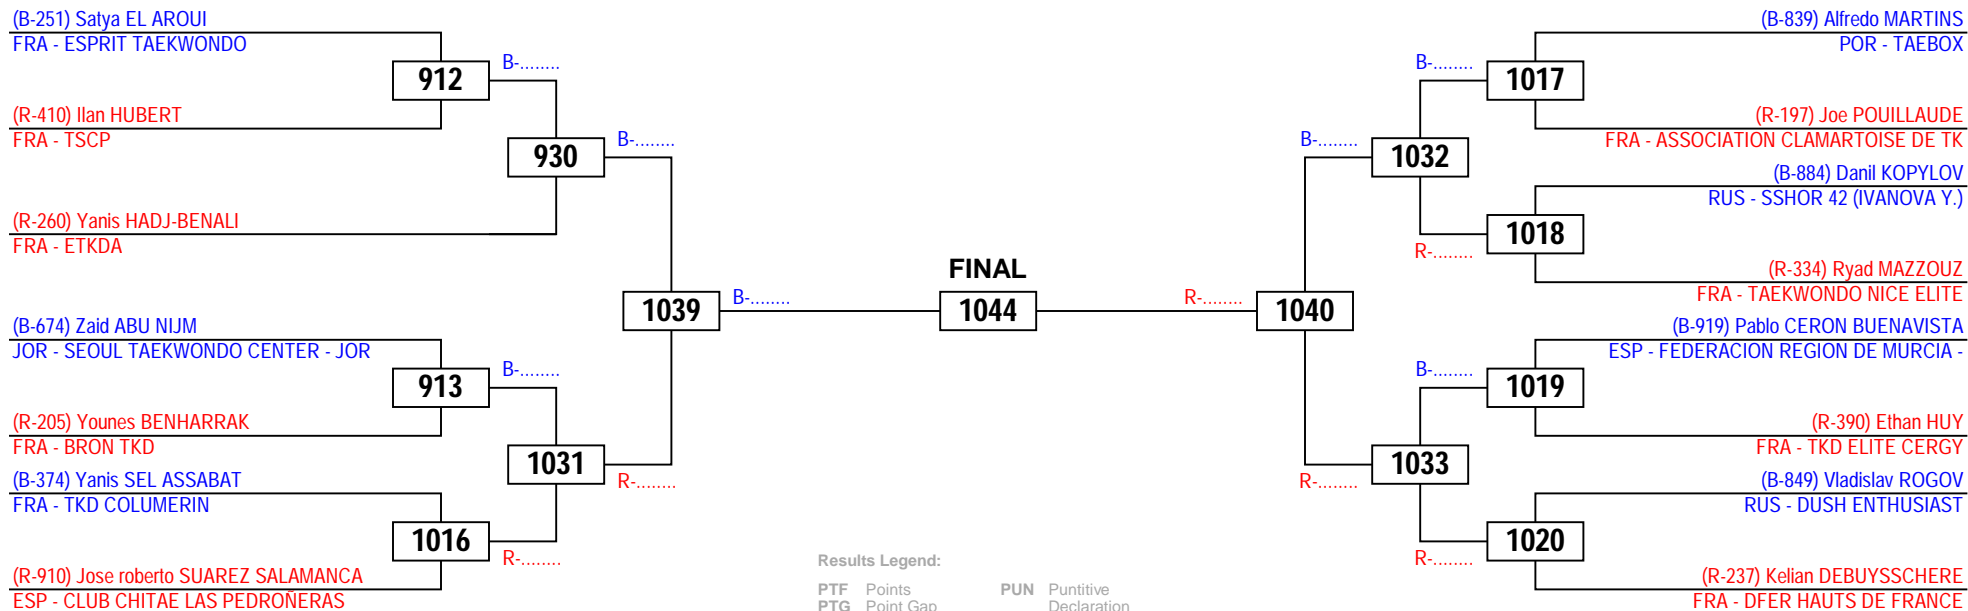 (B-251) Satya EL AROUI
FRA - ESPRIT TAEKWONDO
912
B-........
(R-410) Ilan HUBERT
FRA - TSCP
930
B-........
(R-260) Yanis HADJ-BENALI
FRA - ETKDA
1039
B-........
(B-674) Zaid ABU NIJM
JOR - SEOUL TAEKWONDO CENTER - JOR
913
B-........
(R-205) Younes BENHARRAK
FRA - BRON TKD
1031
R-........
(B-374) Yanis SEL ASSABAT
FRA - TKD COLUMERIN
1016
R-........
(R-910) Jose roberto SUAREZ SALAMANCA
ESP - CLUB CHITAE LAS PEDROÑERAS
FINAL
1044
(B-839) Alfredo MARTINS
POR - TAEBOX
B-........
1017
(R-197) Joe POUILLAUDE
FRA - ASSOCIATION CLAMARTOISE DE TK
B-........
1032
(B-884) Danil KOPYLOV
RUS - SSHOR 42 (IVANOVA Y.)
R-........
1018
(R-334) Ryad MAZZOUZ
FRA - TAEKWONDO NICE ELITE
R-........
1040
(B-919) Pablo CERON BUENAVISTA
ESP - FEDERACION REGION DE MURCIA -
B-........
1019
(R-390) Ethan HUY
FRA - TKD ELITE CERGY
R-........
1033
(B-849) Vladislav ROGOV
RUS - DUSH ENTHUSIAST
R-........
1020
(R-237) Kelian DEBUYSSCHERE
FRA - DFER HAUTS DE FRANCE
Results Legend:
PTF Points PUN Puntitive
PTG Point Gap Declaration